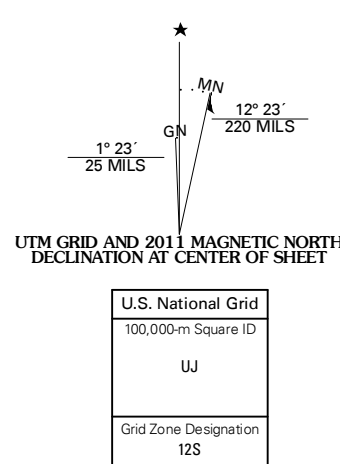 ★
MN
GN
12° 23´
220 MILS
1° 23´
25 MILS
UTM GRID AND 2011 MAGNETIC NORTH
DECLINATION AT CENTER OF SHEET
U.S. National Grid
100,000-m Square ID
UJ
Grid Zone Designation
12S